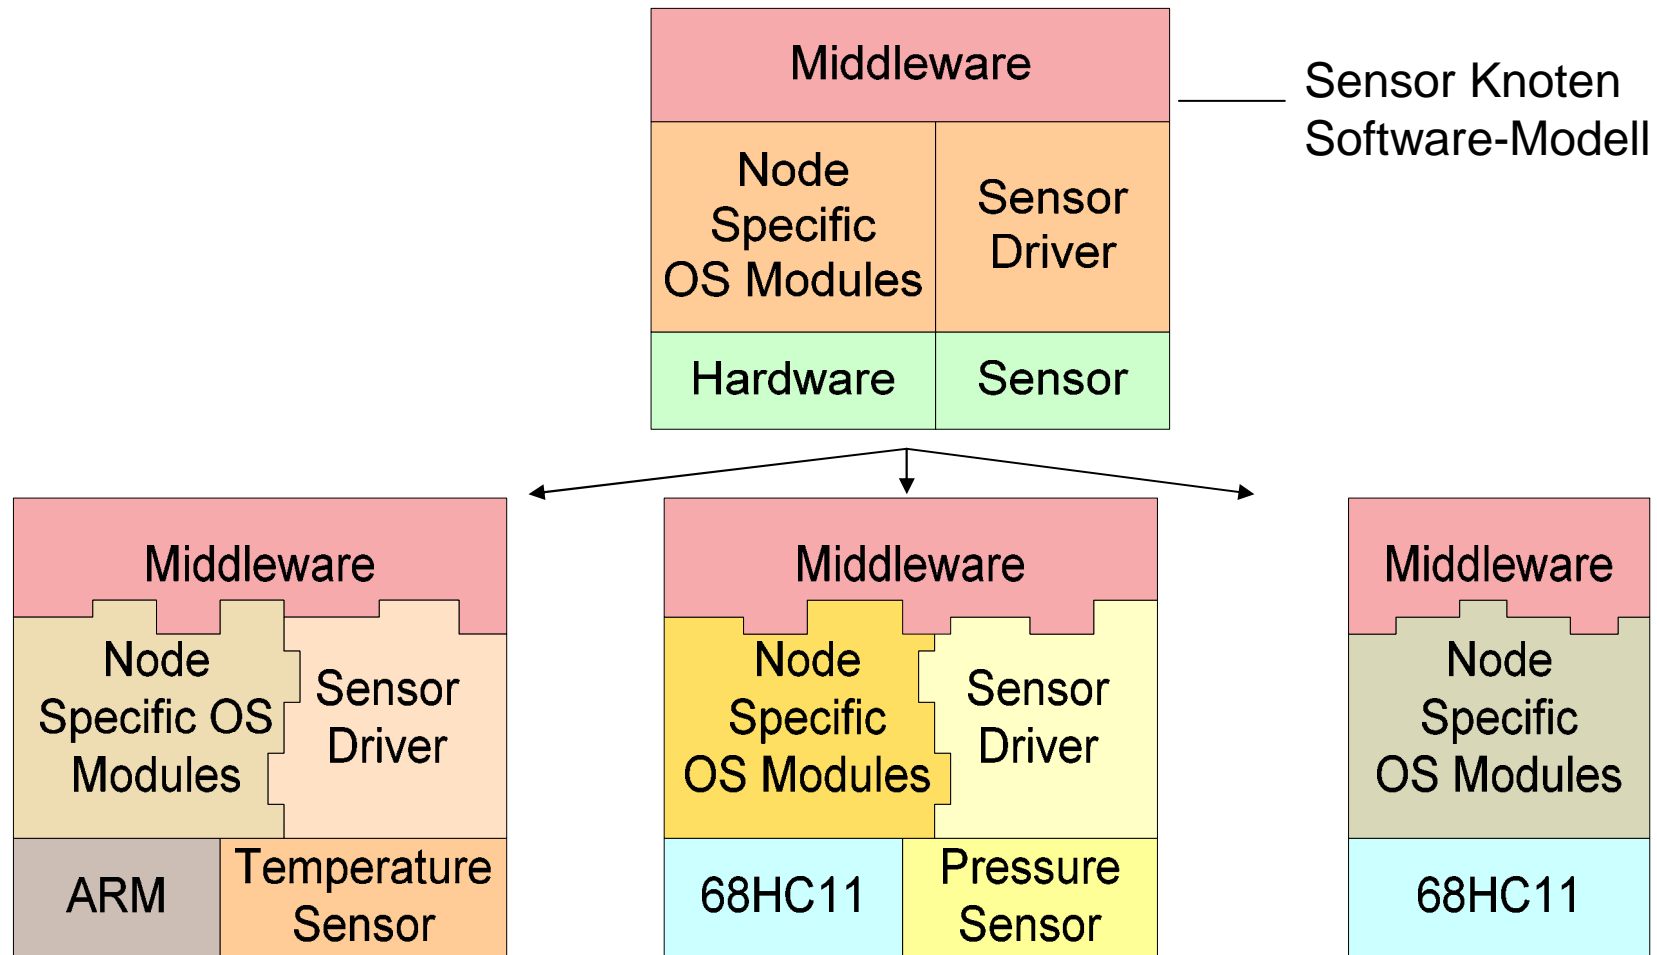 Middleware
Sensor Knoten
Software-Modell
Node
Specific
OS Modules
Sensor
Driver
Hardware
Sensor
Middleware
Node
Specific OS
Modules
Sensor
Driver
ARM
Temperature
Sensor
Middleware
Node
Specific
OS Modules
Sensor
Driver
68HC11
Pressure
Sensor
Middleware
Node
Specific
OS Modules
68HC11